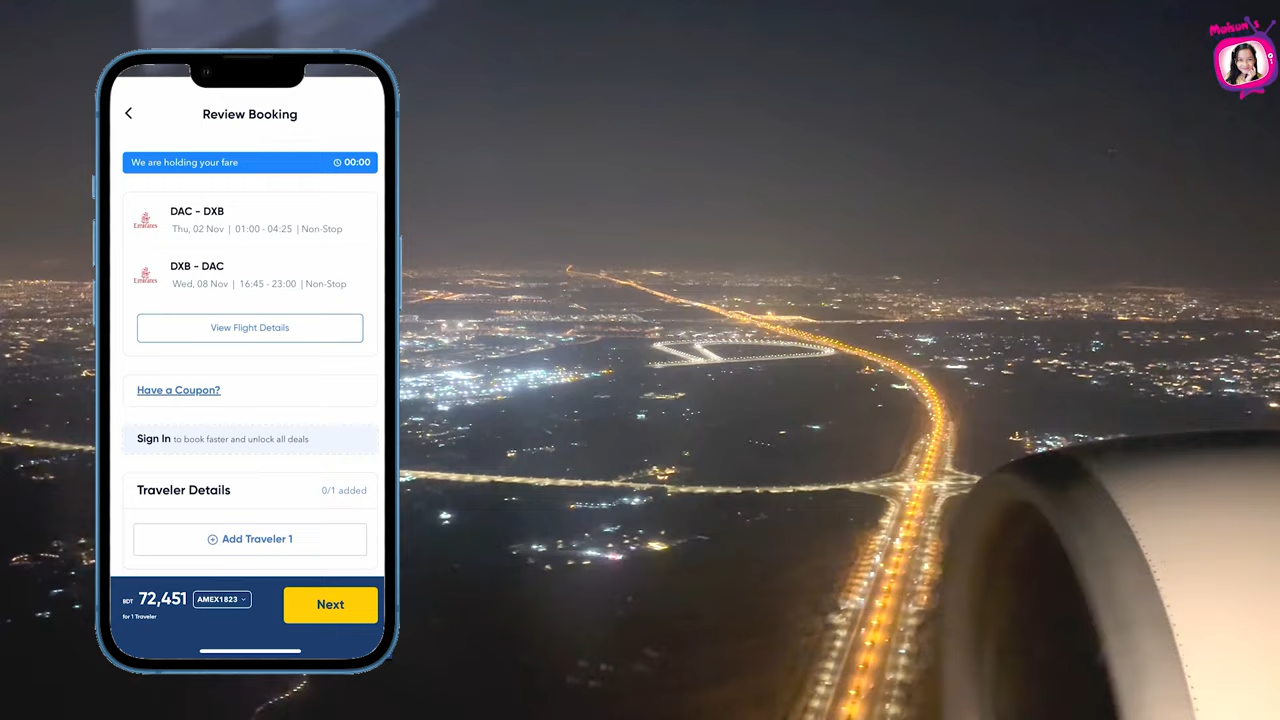 Maison's
Review Booking
We are holding your fare
00:00
DAC - DXB
Emirates
Thu, 02 Nov | 01:00 - 04:25 | Non-Stop
DXB - DAC
Emirates
Wed, 08 Nov | 16:45 - 23:00 | Non-Stop
View Flight Details
Have a Coupon?
Sign In to book faster and unlock all deals
Traveler Details
0/1 added
Add Traveler 1
BDT 72,451 AMEX1823
for 1 Traveler
Next